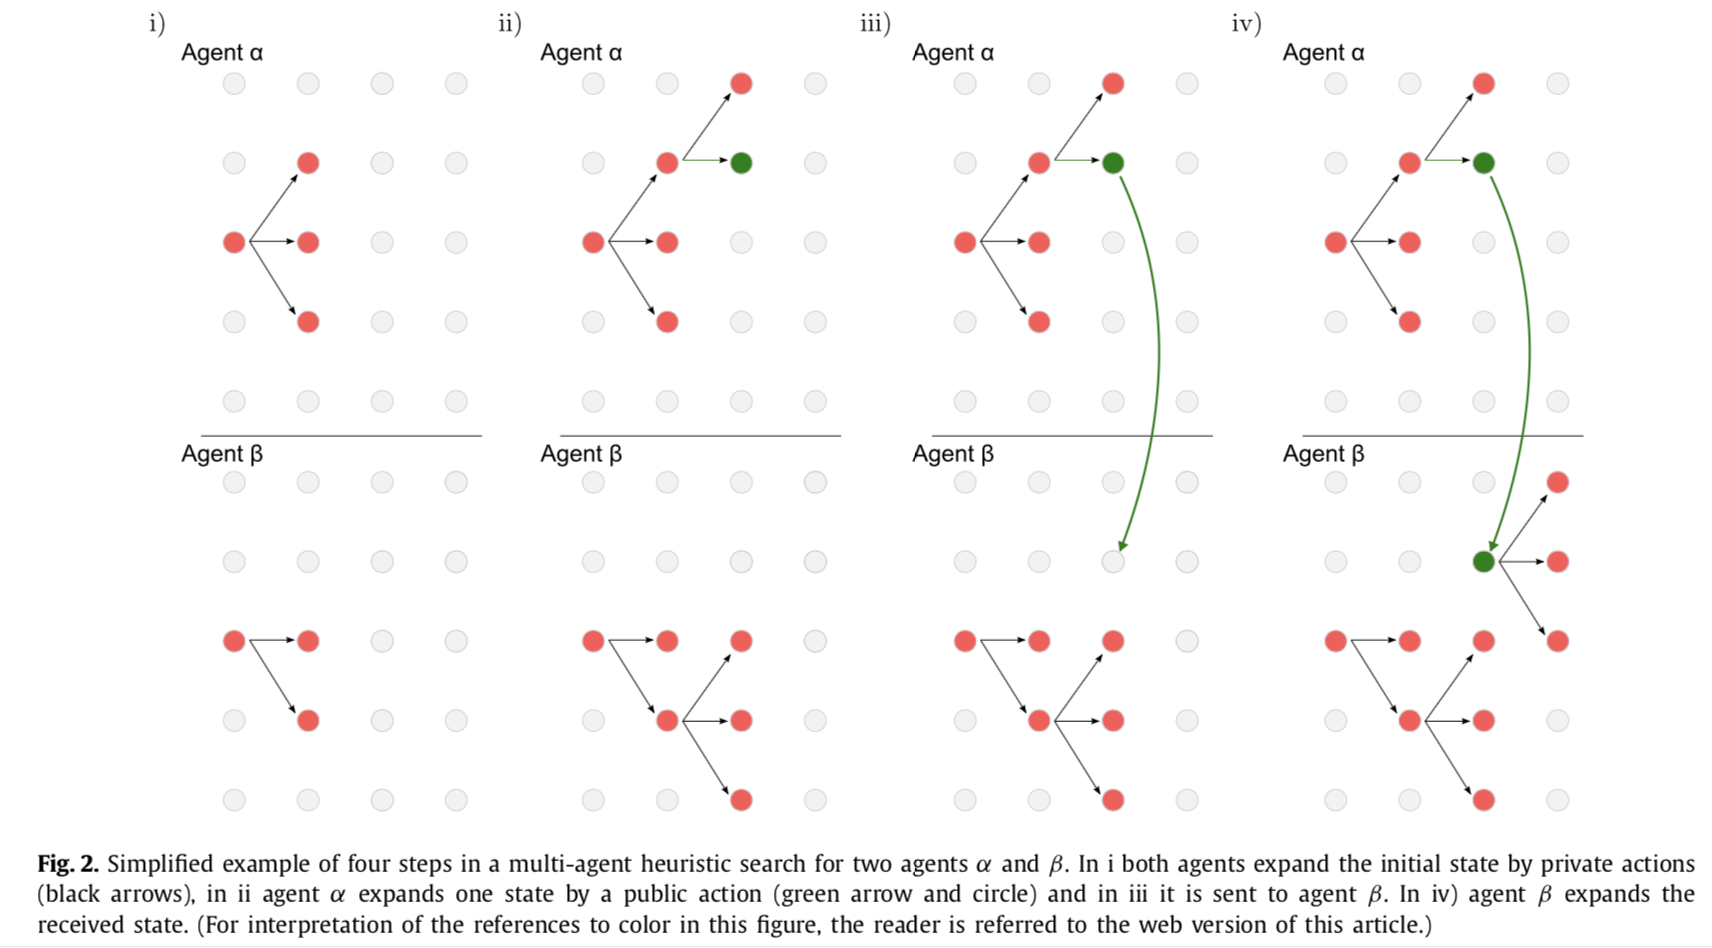 i)
Agent α
Agent β
ii)
Agent α
Agent β
iii)
Agent α
Agent β
iv)
Agent α
Agent β
Fig. 2. Simplified example of four steps in a multi-agent heuristic search for two agents α and β. In i both agents expand the initial state by private actions
(black arrows), in ii agent α expands one state by a public action (green arrow and circle) and in iii it is sent to agent β. In iv) agent β expands the
received state. (For interpretation of the references to color in this figure, the reader is referred to the web version of this article.)